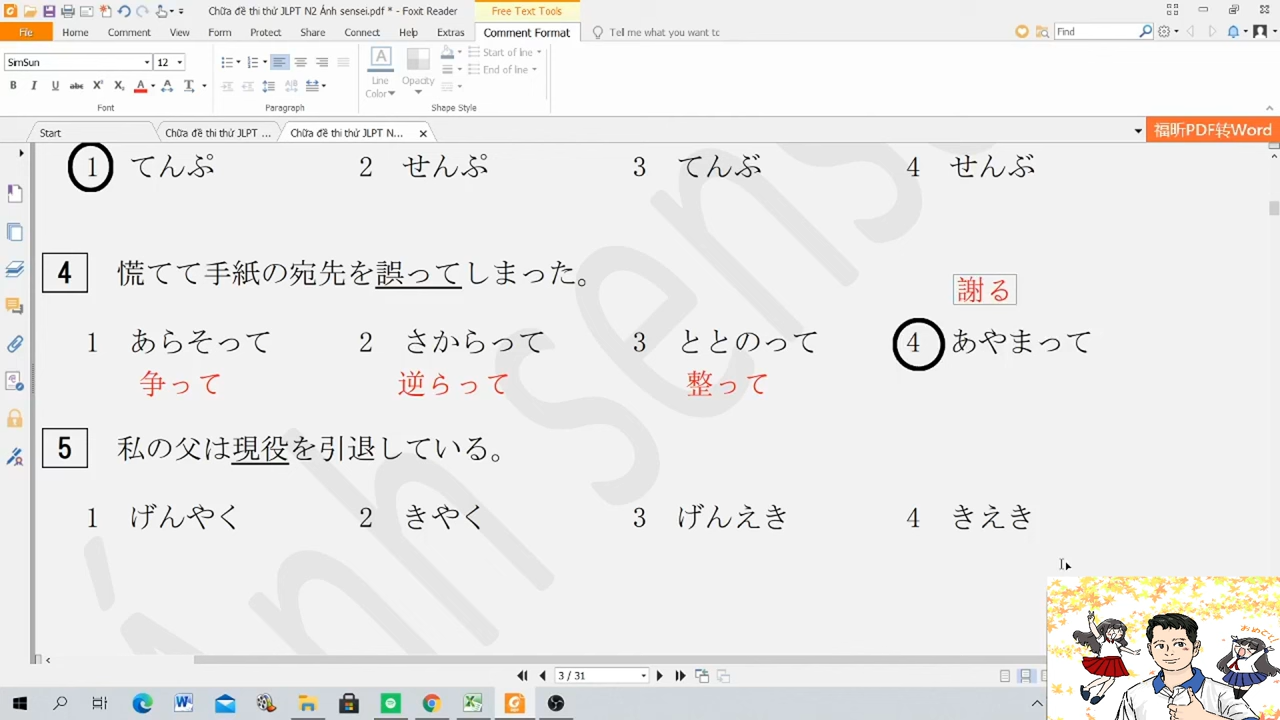 Chữa đề thi thử JLPT N2 Ánh sensei.pdf * - Foxit Reader
Free Text Tools
File Home Comment View Form Protect Share Connect Help Extras Comment Format Tell me what you want tc Find
SimSun 12
Line Color Opacity Start of line End of line
Font Paragraph Shape Style
Start Chữa đề thi thử JLPT ... Chữa đề thi thử JLPT N... 福昕PDF转Word
1 てんぷ 2 せんぷ 3 てんぶ 4 せんぶ
4 慌てて手紙の宛先を誤ってしまった。
謝る
1 あらそって 2 さからって 3 ととのって 4 あやまって
争って 逆らって 整って
5 私の父は現役を引退している。
1 げんやく 2 きやく 3 げんえき 4 きえき
Ánh sensei
おめでと!
3 / 31